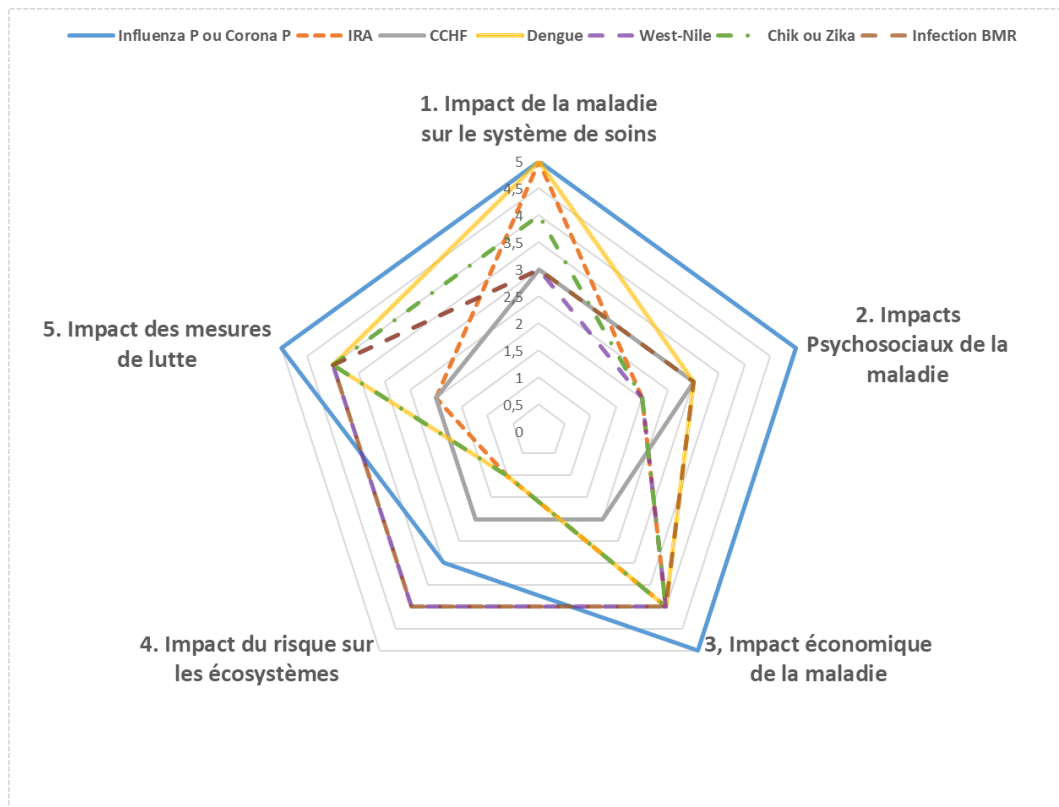 Influenza P ou Corona P IRA CCHF Dengue West-Nile Chik ou Zika Infection BMR
1. Impact de la maladie
sur le système de soins
5
4,5
4
3,5
3
2,5
2
1,5
1
0,5
0
2. Impacts
Psychosociaux de la
maladie
3, Impact économique
de la maladie
4. Impact du risque sur
les écosystèmes
5. Impact des mesures
de lutte